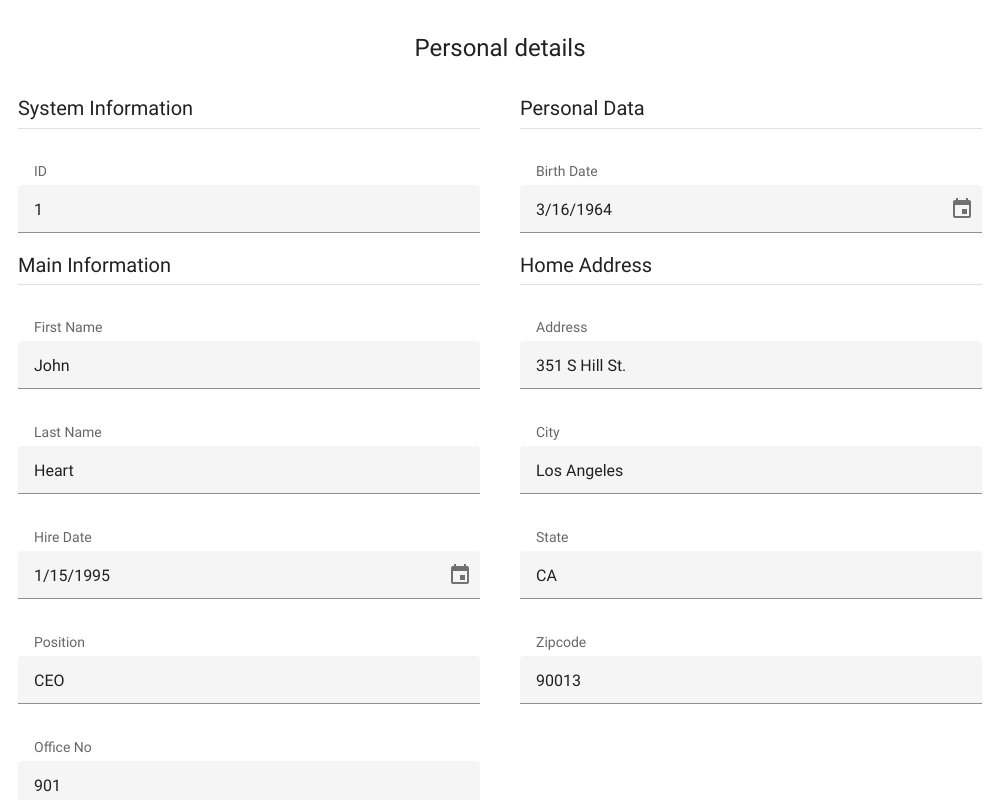 Personal details
System Information
ID
1
Main Information
First Name
John
Last Name
Heart
Hire Date
1/15/1995
Position
CEO
Office No
901
Personal Data
Birth Date
3/16/1964
Home Address
Address
351 S Hill St.
City
Los Angeles
State
CA
Zipcode
90013